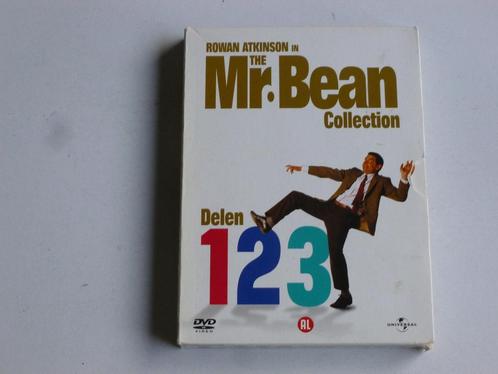 ROWAN ATKINSON IN
THE
Mr. Bean
Collection
Delen
123
DVD
VIDEO
AL
UNIVERSAL